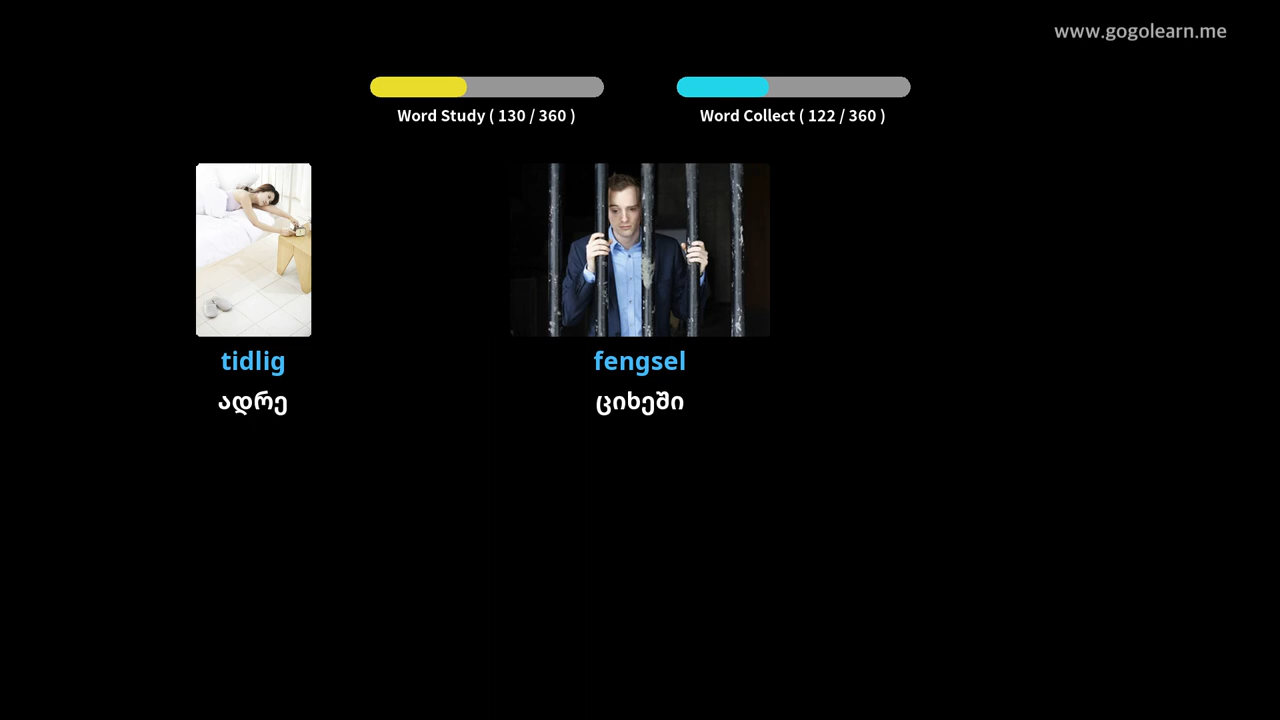 www.gogolearn.me
Word Study ( 130 / 360 )
Word Collect ( 122 / 360 )
tidlig
fengsel
ადრე
ციხეში